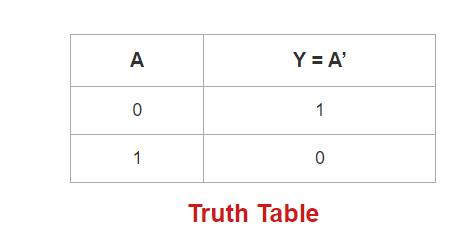 A Y = A’
0 1
1 0
Truth Table